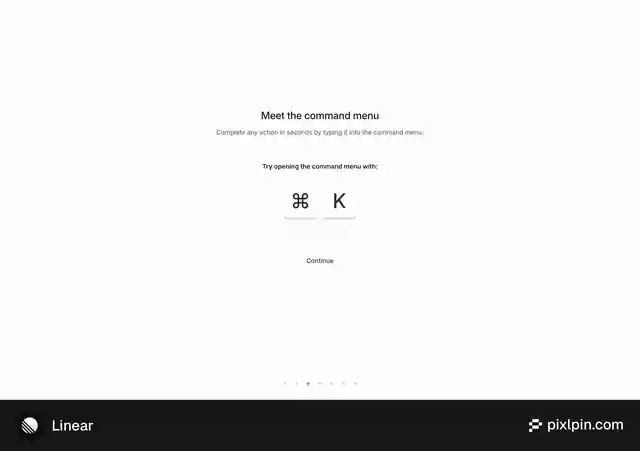 Meet the command menu
Complete any action in seconds by typing it into the command menu.
Try opening the command menu with:
⌘ K
Continue
Linear
pixlpin.com